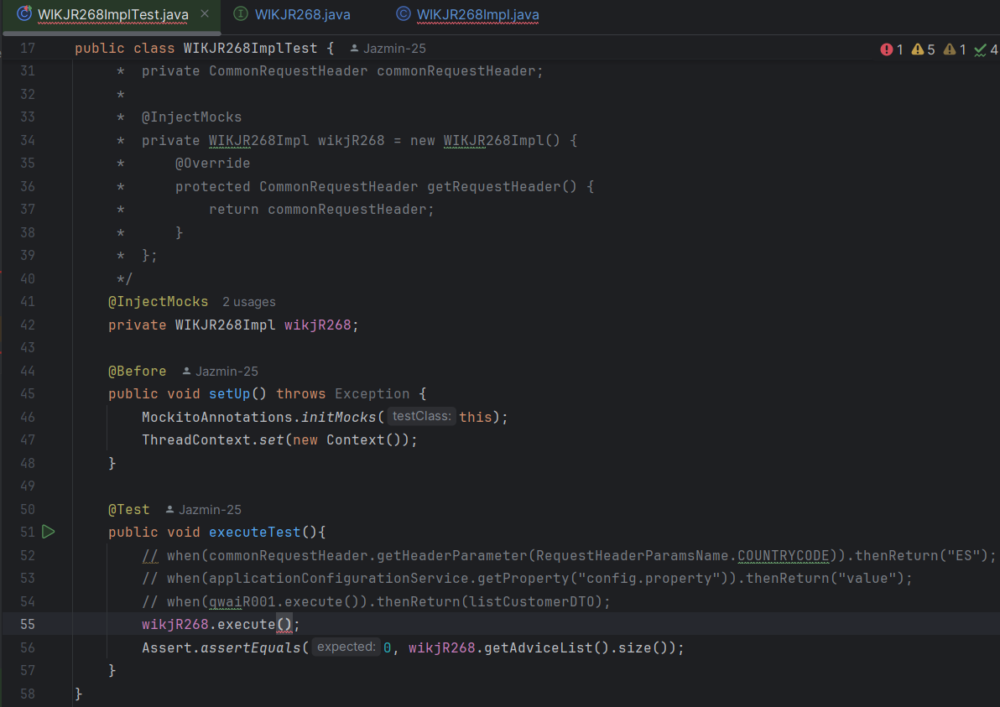 WIKJR268ImplTest.java × WIKJR268.java WIKJR268Impl.java
17 public class WIKJR268ImplTest { Jazmin-25 1 5 1 4
31 * private CommonRequestHeader commonRequestHeader;
32 *
33 * @InjectMocks
34 * private WIKJR268Impl wikjR268 = new WIKJR268Impl() {
35 * @Override
36 * protected CommonRequestHeader getRequestHeader() {
37 * return commonRequestHeader;
38 * }
39 * };
40 */
41 @InjectMocks 2 usages
42 private WIKJR268Impl wikjR268;
43
44 @Before Jazmin-25
45 public void setUp() throws Exception {
46 MockitoAnnotations.initMocks( testClass: this);
47 ThreadContext.set(new Context());
48 }
49
50 @Test Jazmin-25
51 public void executeTest(){
52 // when(commonRequestHeader.getHeaderParameter(RequestHeaderParamsName.COUNTRYCODE)).thenReturn("ES");
53 // when(applicationConfigurationService.getProperty("config.property")).thenReturn("value");
54 // when(qwaiR001.execute()).thenReturn(listCustomerDTO);
55 wikjR268.execute();
56 Assert.assertEquals( expected: 0, wikjR268.getAdviceList().size());
57 }
58 }